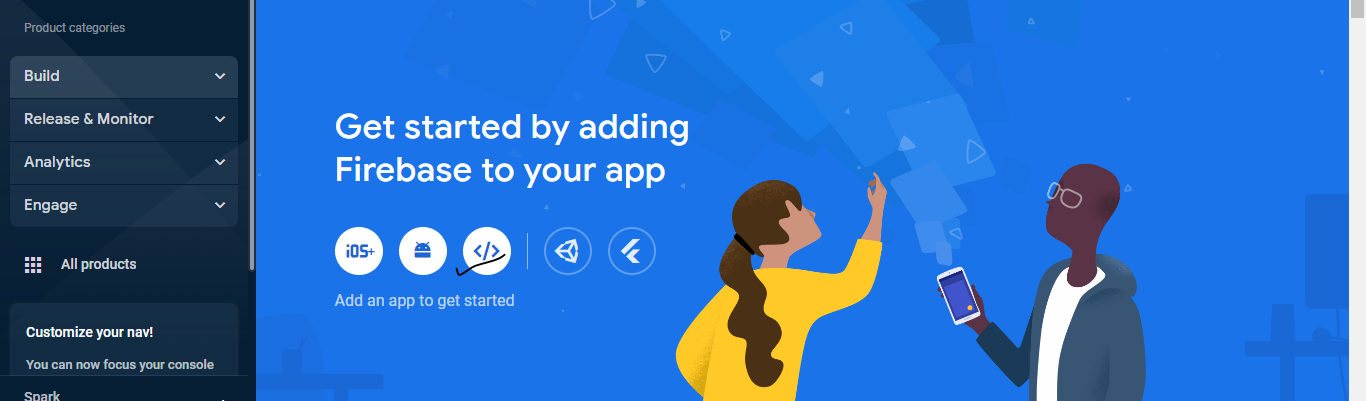 Product categories
Build
Release & Monitor
Analytics
Engage
All products
Customize your nav!
You can now focus your console
Spark
Get started by adding
Firebase to your app
iOS+
</>
Add an app to get started